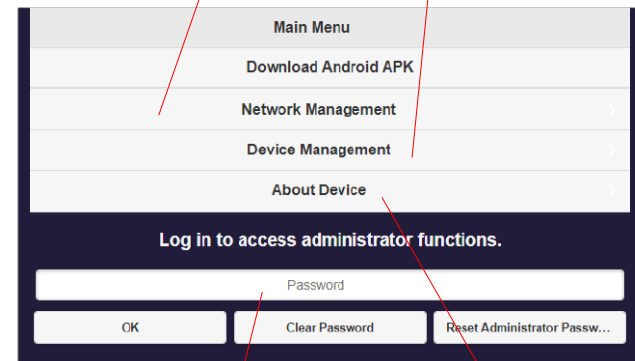 Main Menu
Download Android APK
Network Management
Device Management
About Device
Log in to access administrator functions.
Password
OK
Clear Password
Reset Administrator Passw...